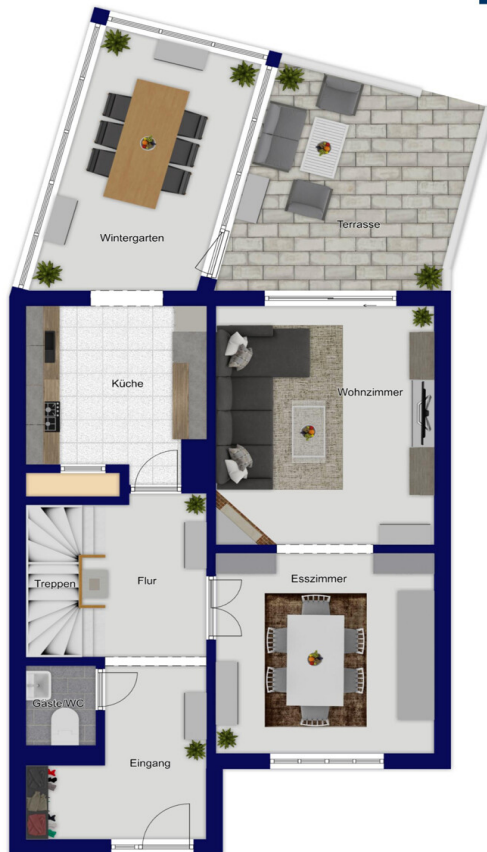 Wintergarten
Terrasse
Küche
Wohnzimmer
Treppen
Flur
Esszimmer
Gäste/WC
Eingang